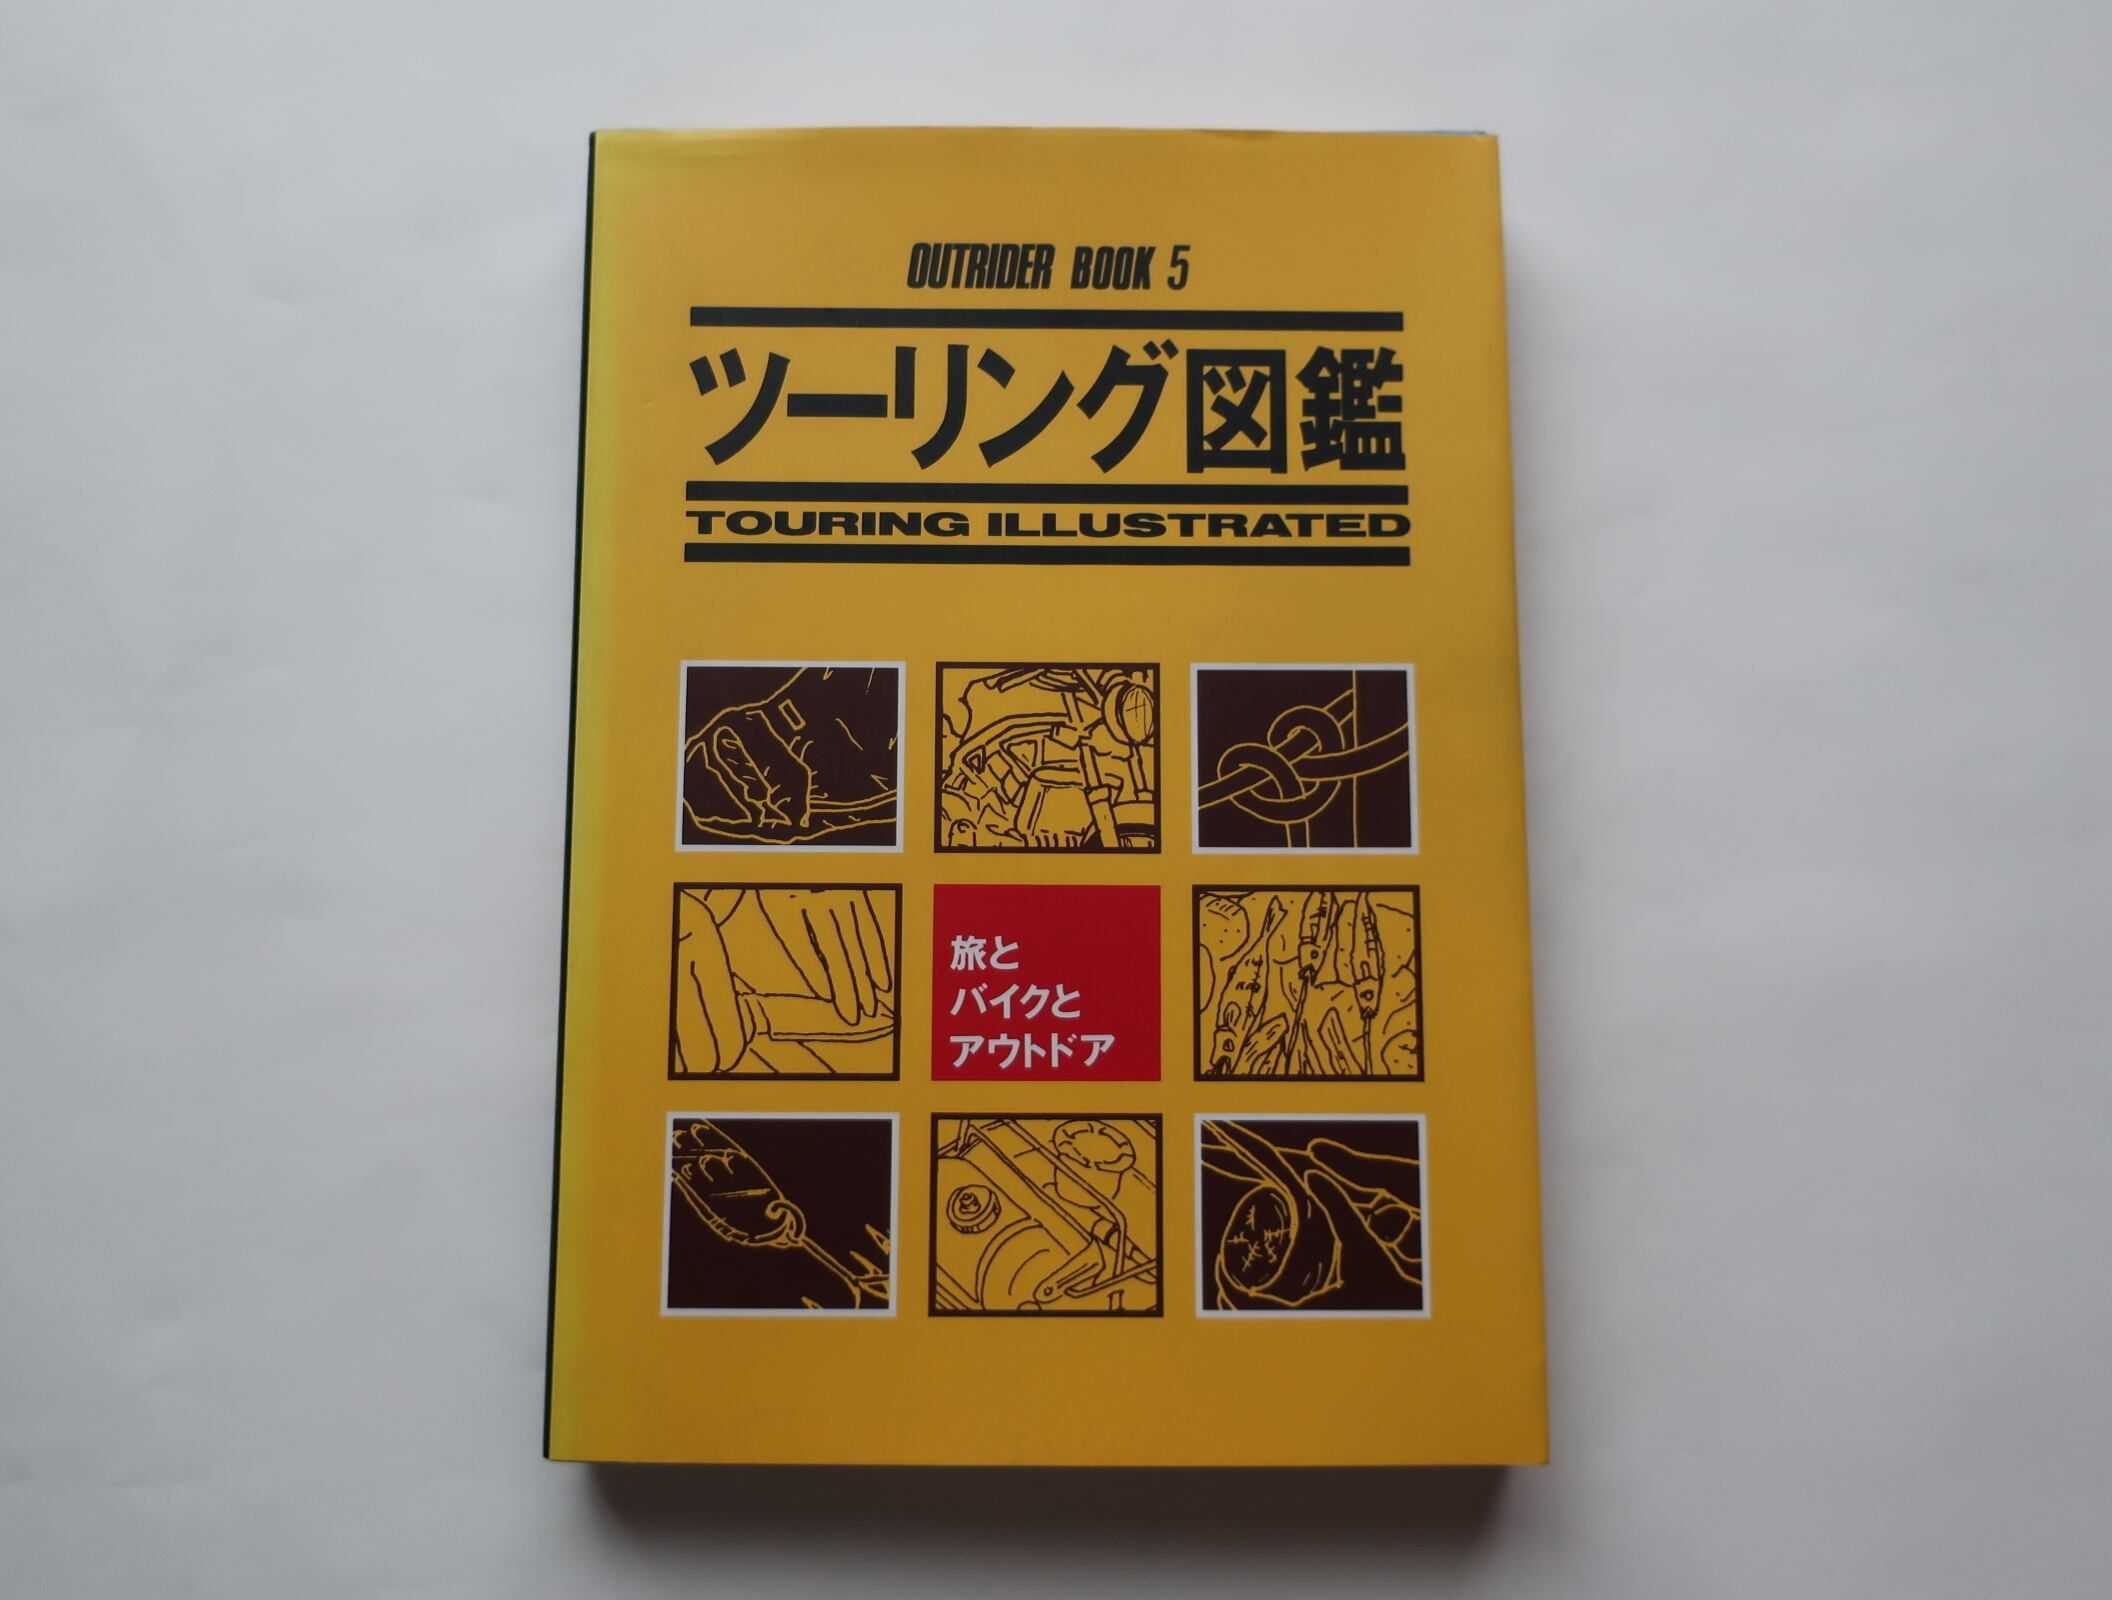 OUTRIDER BOOK 5
ツーリング図鑑
TOURING ILLUSTRATED
旅と
バイクと
アウトドア